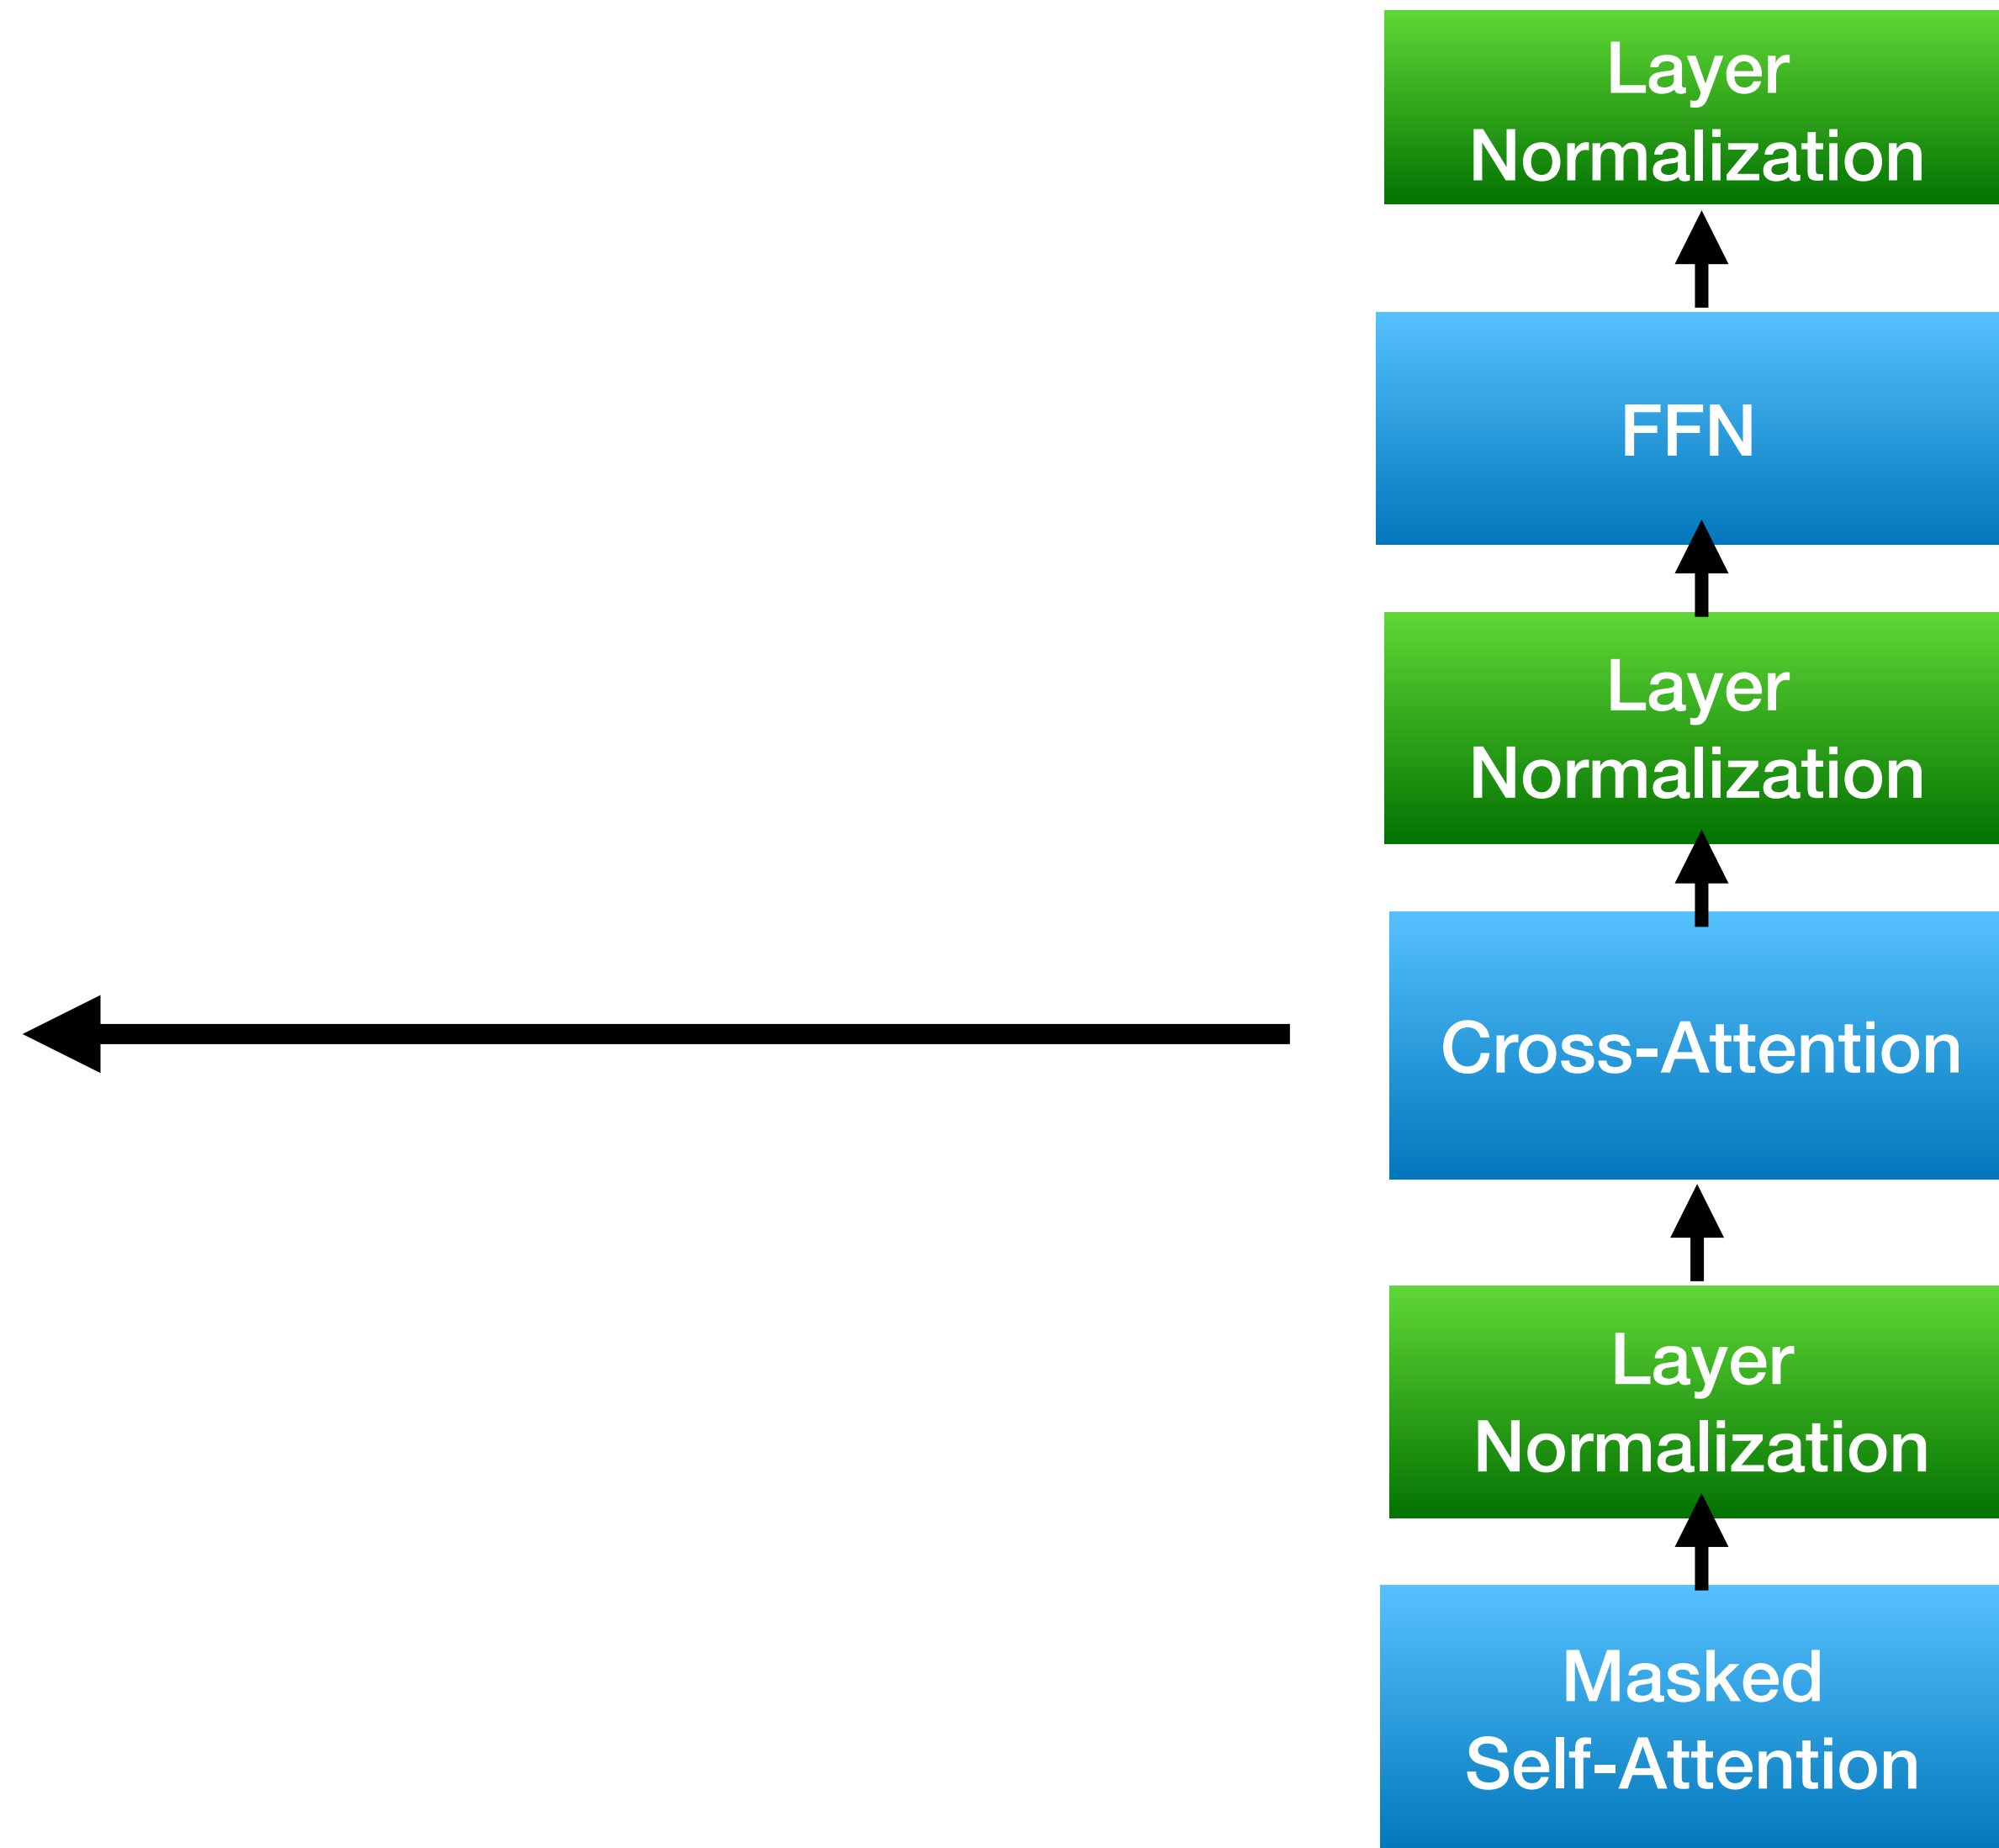 Layer
Normalization
FFN
Layer
Normalization
Cross-Attention
Layer
Normalization
Masked
Self-Attention